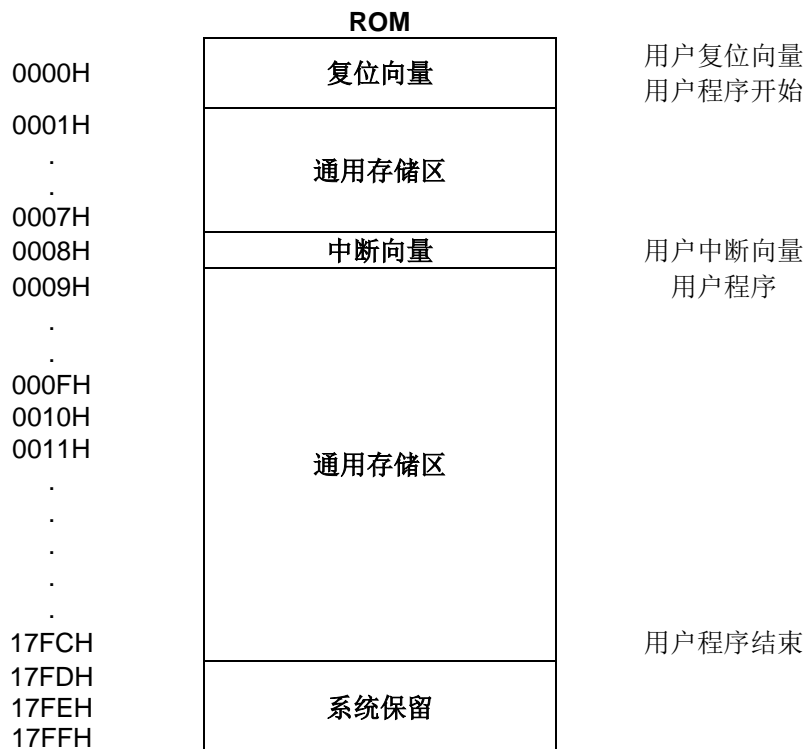 ROM
0000H 复位向量 用户复位向量
用户程序开始
0001H
.
通用存储区
.
0007H
0008H 中断向量 用户中断向量
0009H 用户程序
.
.
000FH
0010H
0011H
通用存储区
.
.
.
.
.
17FCH 用户程序结束
17FDH
17FEH 系统保留
17FFH